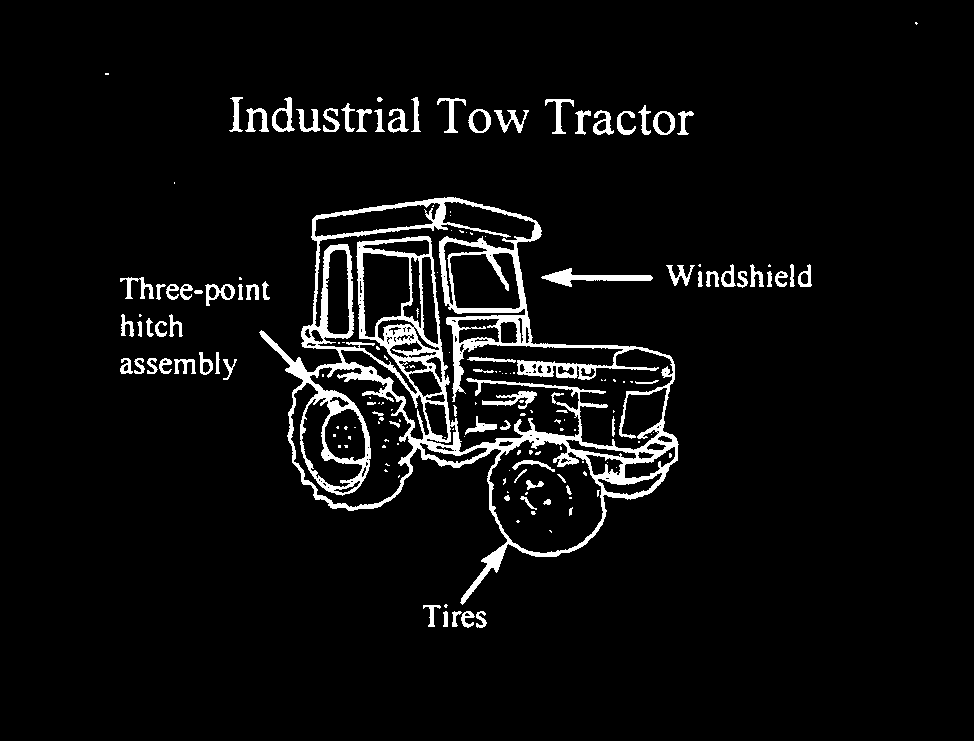 Industrial Tow Tractor
Three-point
hitch
assembly
Windshield
Tires